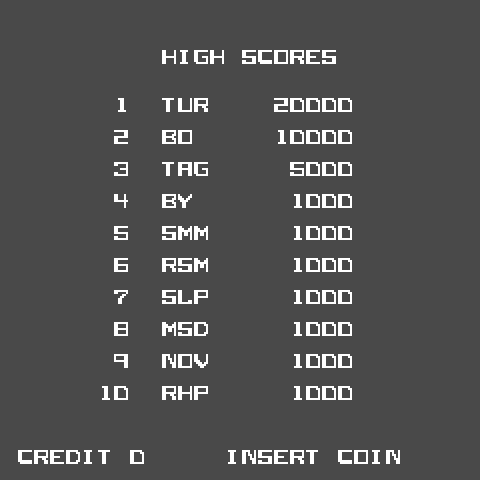 HIGH SCORES
1 TUR 20000
2 BO 10000
3 TAG 5000
4 BY 1000
5 SMM 1000
6 RSM 1000
7 SLP 1000
8 MSD 1000
9 NOV 1000
10 RHP 1000
CREDIT 0 INSERT COIN